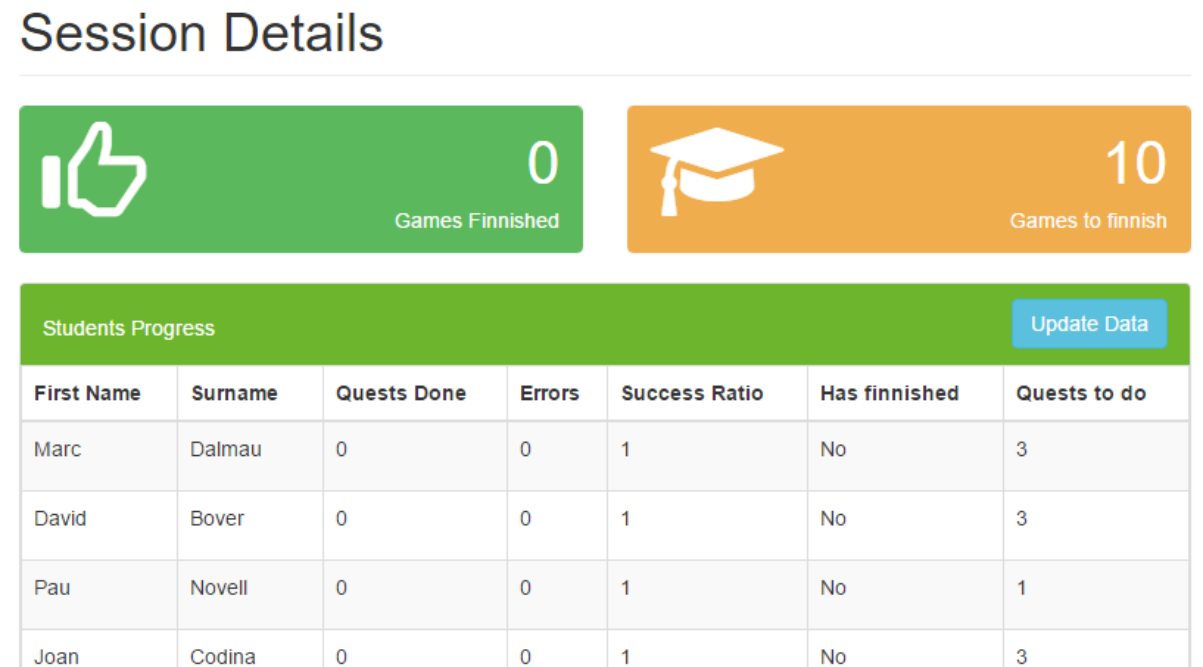 Session Details
0
Games Finnished
10
Games to finnish
Students Progress
Update Data
First Name Surname Quests Done Errors Success Ratio Has finnished Quests to do
Marc Dalmau 0 0 1 No 3
David Bover 0 0 1 No 3
Pau Novell 0 0 1 No 1
Joan Codina 0 0 1 No 3